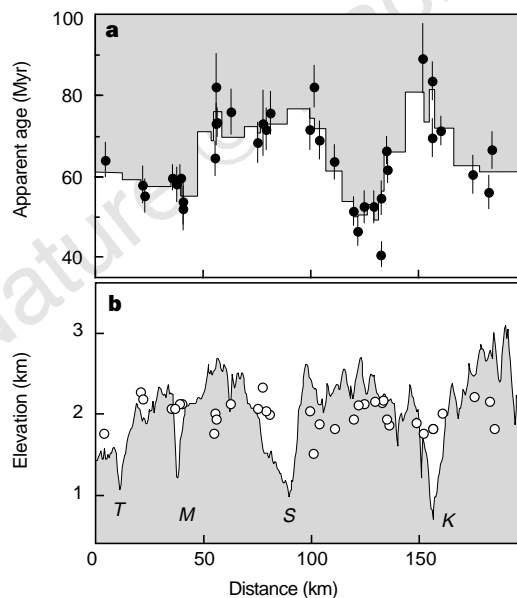 a
100
80
60
40
Apparent age (Myr)
b
3
2
1
Elevation (km)
T
M
S
K
0
50
100
150
Distance (km)